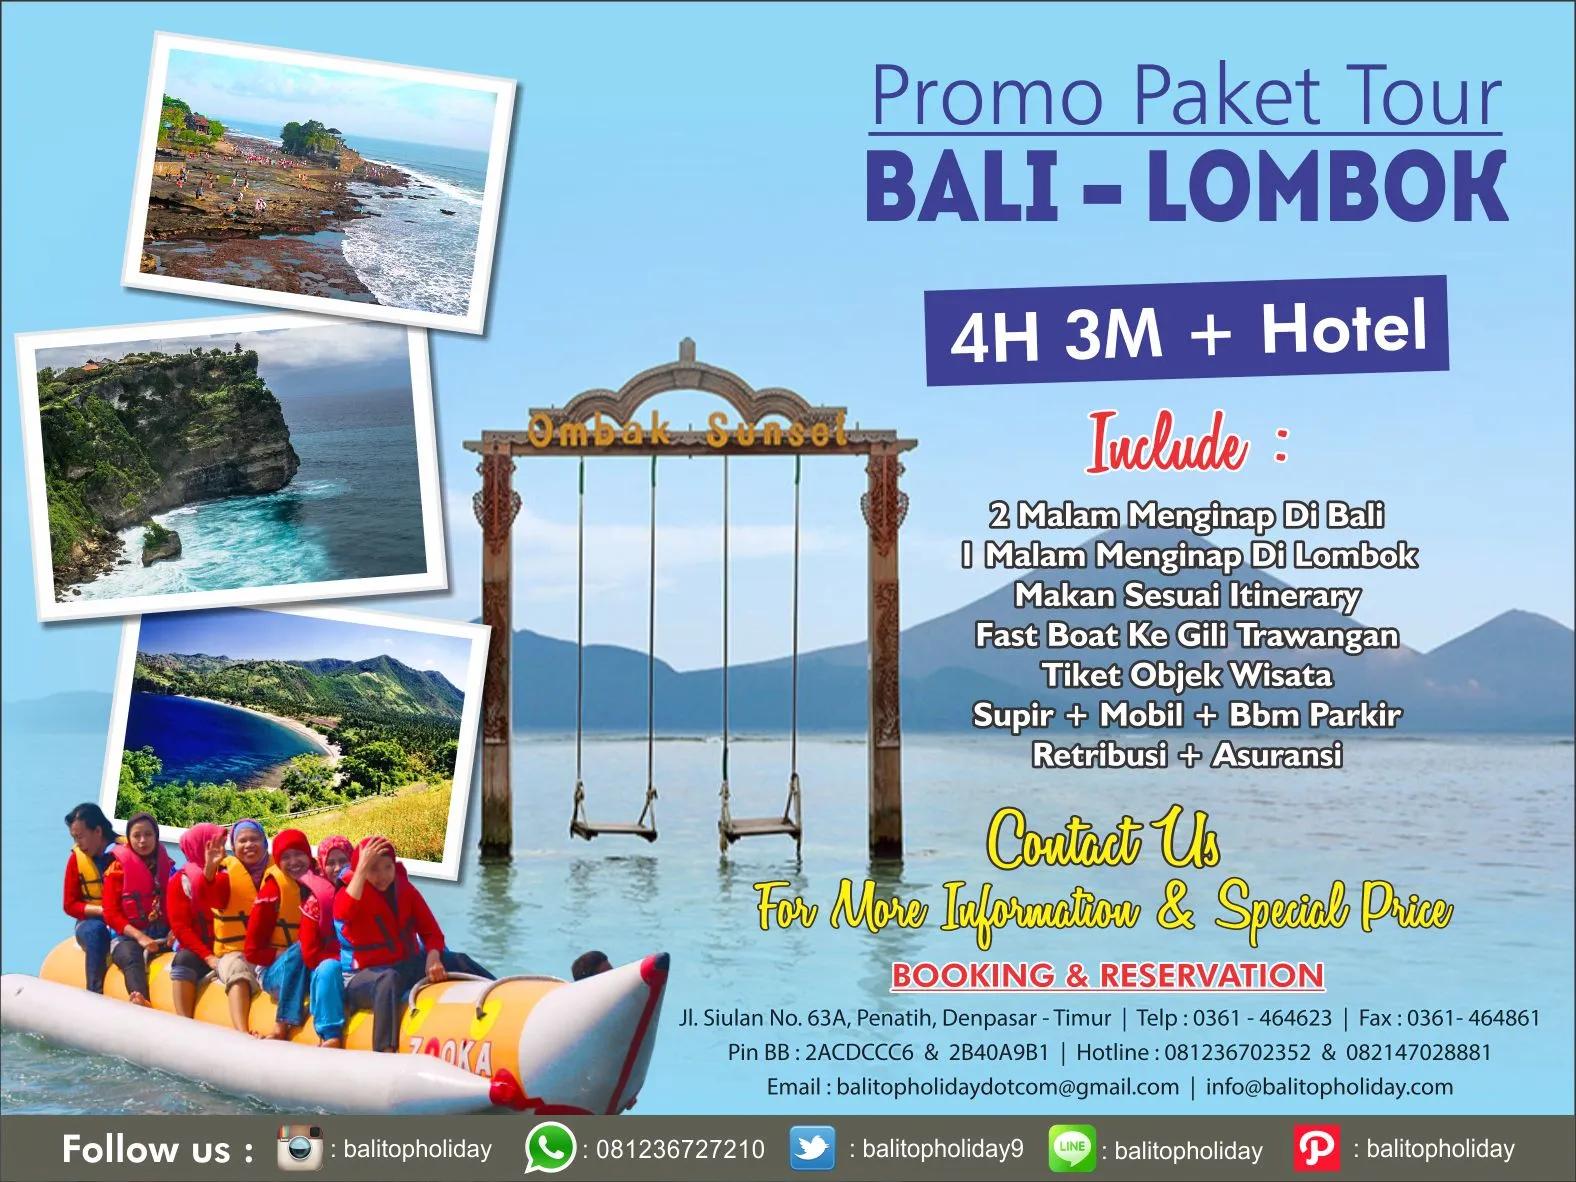 Promo Paket Tour
BALI - LOMBOK
4H 3M + Hotel
Ombak Sunset
Include :
2 Malam Menginap Di Bali
1 Malam Menginap Di Lombok
Makan Sesuai Itinerary
Fast Boat Ke Gili Trawangan
Tiket Objek Wisata
Supir + Mobil + Bbm Parkir
Retribusi + Asuransi
Contact Us
For More Information & Special Price
BOOKING & RESERVATION
Jl. Siulan No. 63A, Penatih, Denpasar - Timur | Telp : 0361 - 464623 | Fax : 0361- 464861
Pin BB : 2ACDCCC6 & 2B40A9B1 | Hotline : 081236702352 & 082147028881
Email : balitopholidaydotcom@gmail.com | info@balitopholiday.com
ZOOKA
Follow us : : balitopholiday : 081236727210 : balitopholiday9 LINE : balitopholiday : balitopholiday